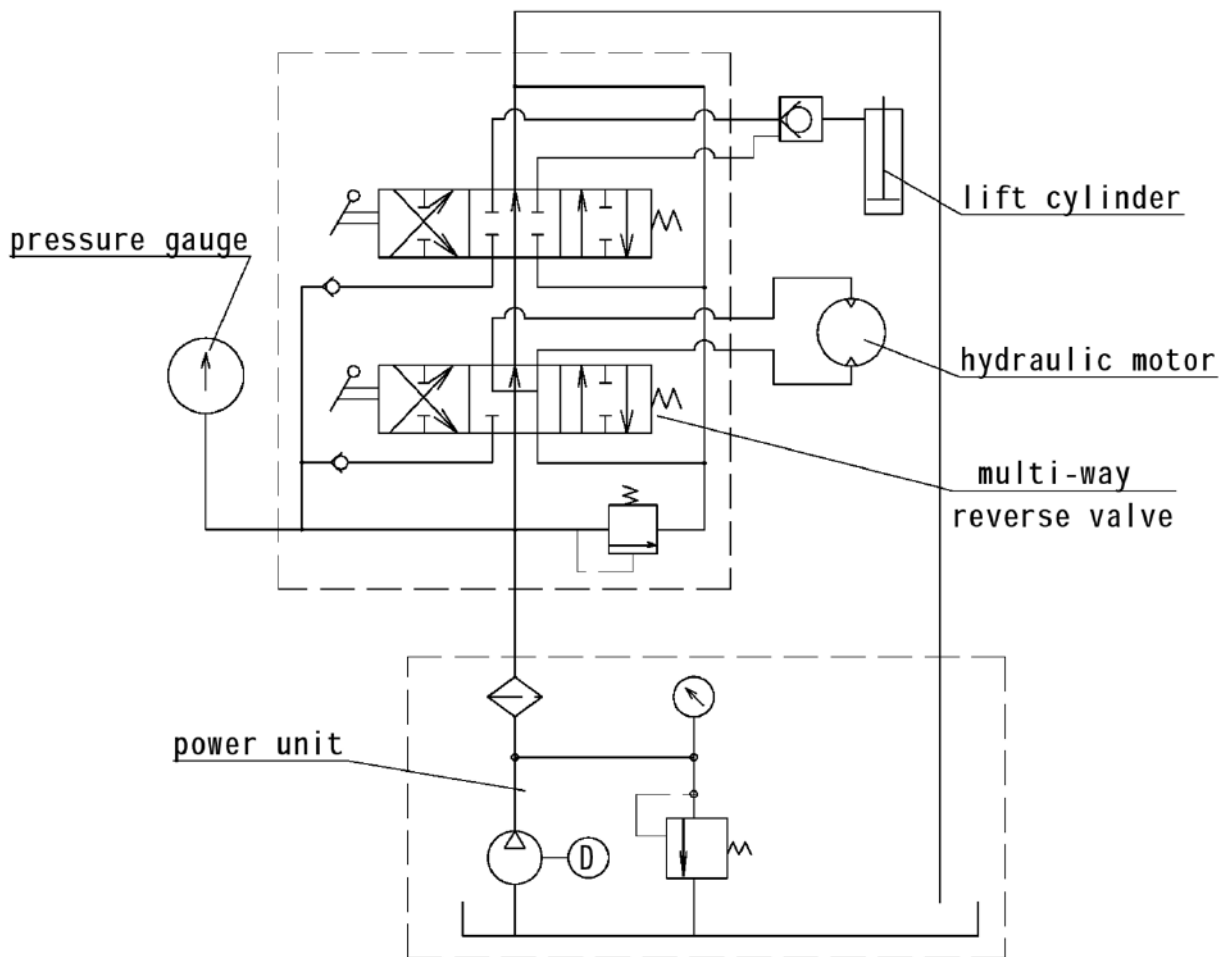 lift cylinder
pressure gauge
hydraulic motor
multi-way
reverse valve
power unit
D